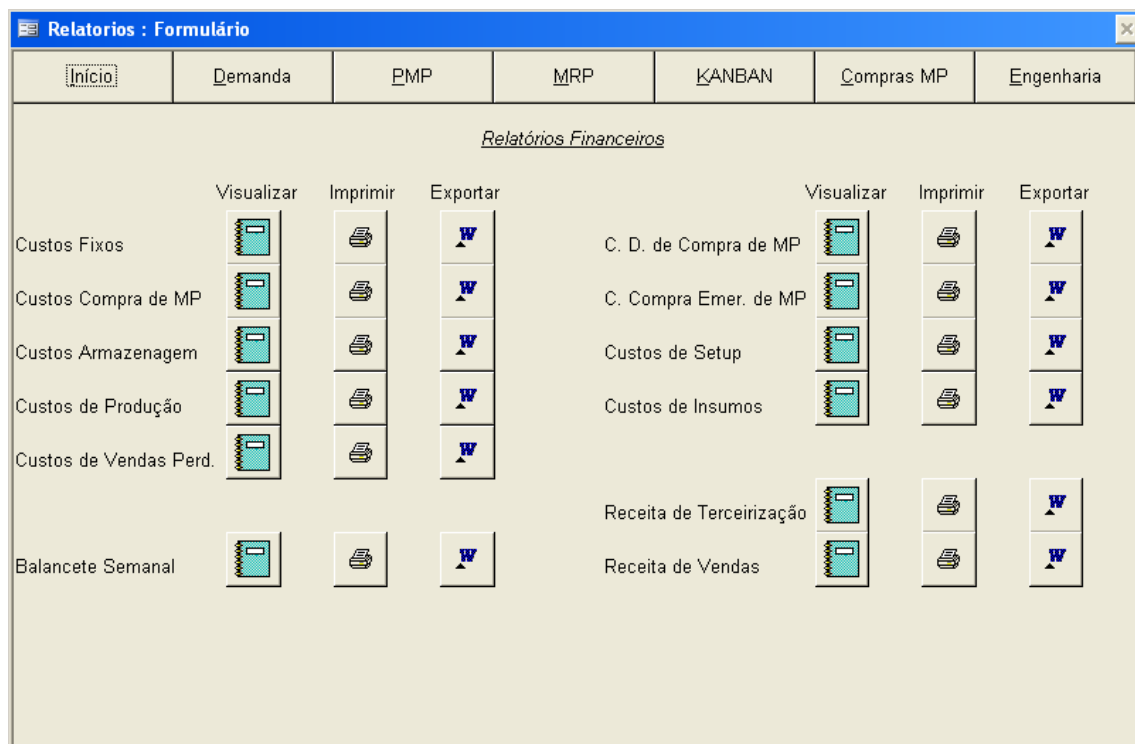 Relatorios : Formulário
Início Demanda PMP MRP KANBAN Compras MP Engenharia
Relatórios Financeiros
Visualizar Imprimir Exportar Visualizar Imprimir Exportar
Custos Fixos W C. D. de Compra de MP W
Custos Compra de MP W C. Compra Emer. de MP W
Custos Armazenagem W Custos de Setup W
Custos de Produção W Custos de Insumos W
Custos de Vendas Perd. W
Receita de Terceirização W
Balancete Semanal W Receita de Vendas W